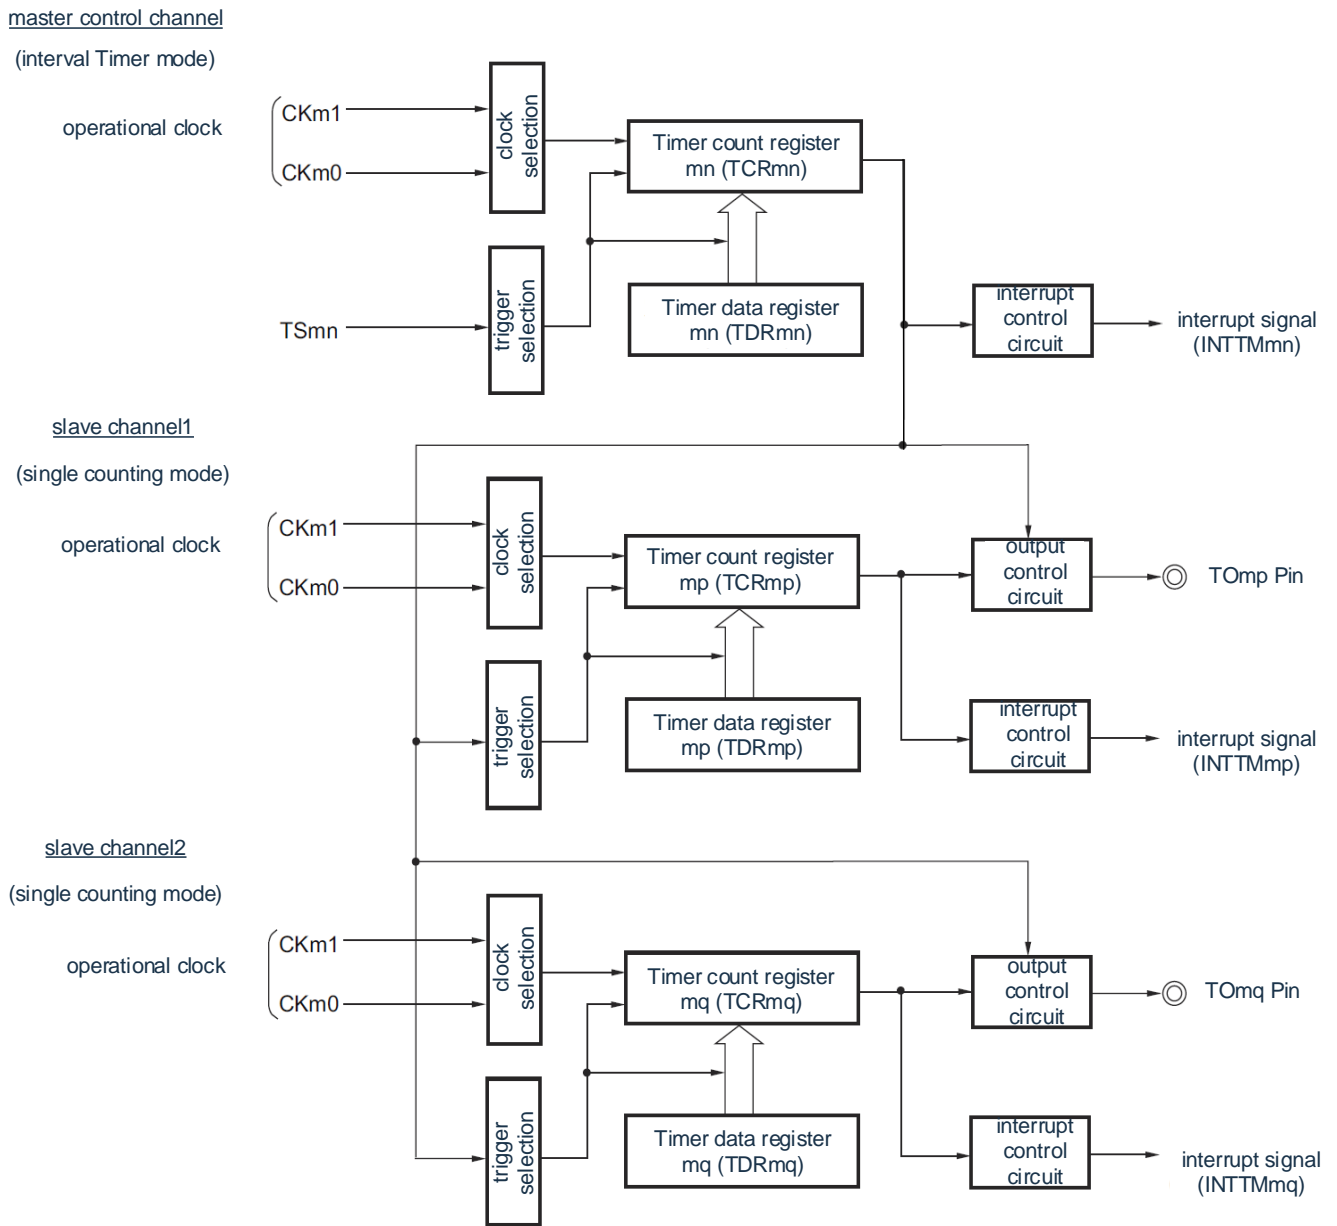 master control channel
(interval Timer mode)
operational clock
CKm1
CKm0
clock
selection
Timer count register
mn (TCRmn)
TSmn
trigger
selection
Timer data register
mn (TDRmn)
interrupt
control
circuit
interrupt signal
(INTTMmn)
slave channel1
(single counting mode)
operational clock
CKm1
CKm0
clock
selection
Timer count register
mp (TCRmp)
output
control
circuit
TOmp Pin
trigger
selection
Timer data register
mp (TDRmp)
interrupt
control
circuit
interrupt signal
(INTTMmp)
slave channel2
(single counting mode)
operational clock
CKm1
CKm0
clock
selection
Timer count register
mq (TCRmq)
output
control
circuit
TOmq Pin
trigger
selection
Timer data register
mq (TDRmq)
interrupt
control
circuit
interrupt signal
(INTTMmq)